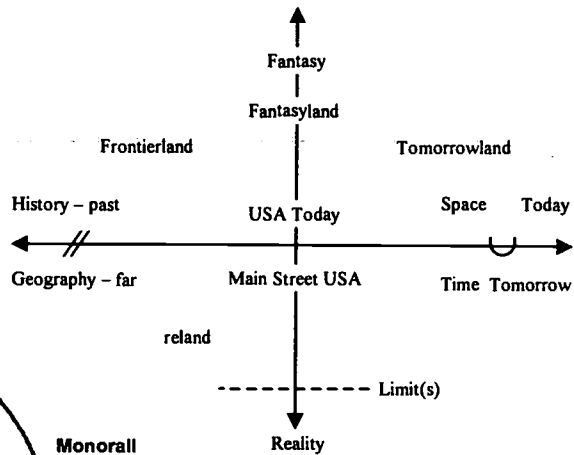 Fantasy
Fantasyland
Frontierland Tomorrowland
History – past USA Today Space Today
Geography – far Main Street USA Time Tomorrow
reland
Limit(s)
Monorall
Reality